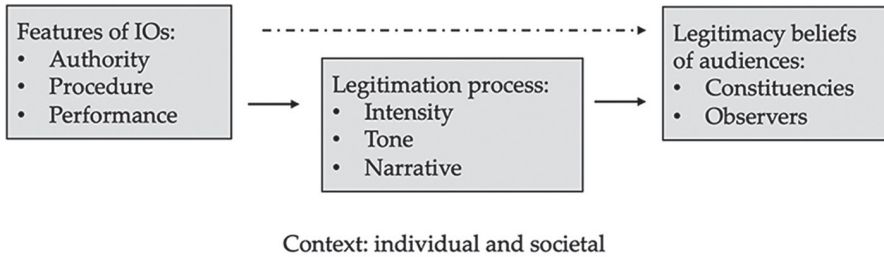 Features of IOs:
• Authority
• Procedure
• Performance
Legitimation process:
• Intensity
• Tone
• Narrative
Legitimacy beliefs
of audiences:
• Constituencies
• Observers
Context: individual and societal